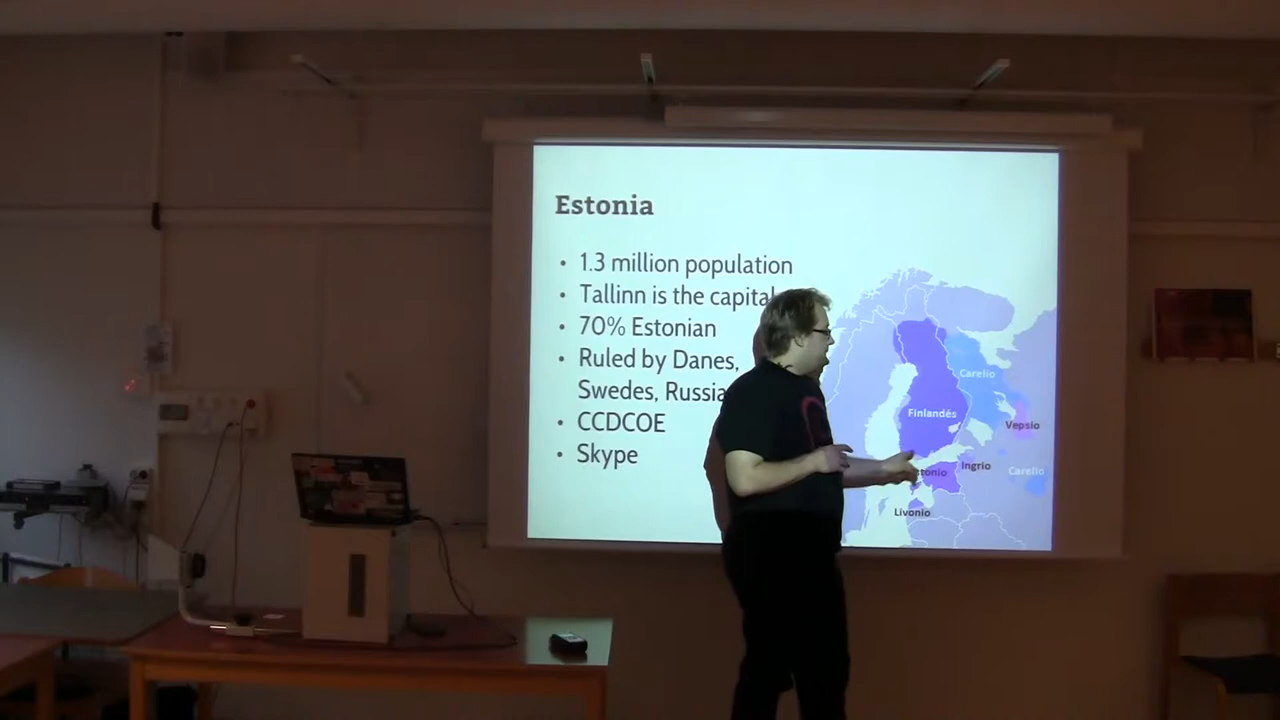 Estonia
• 1.3 million population
• Tallinn is the capital
• 70% Estonian
• Ruled by Danes,
Swedes, Russia
• CCDCOE
• Skype
Carelio
Finlandés
Vepsio
tonio
Ingrio
Carelio
Livonio